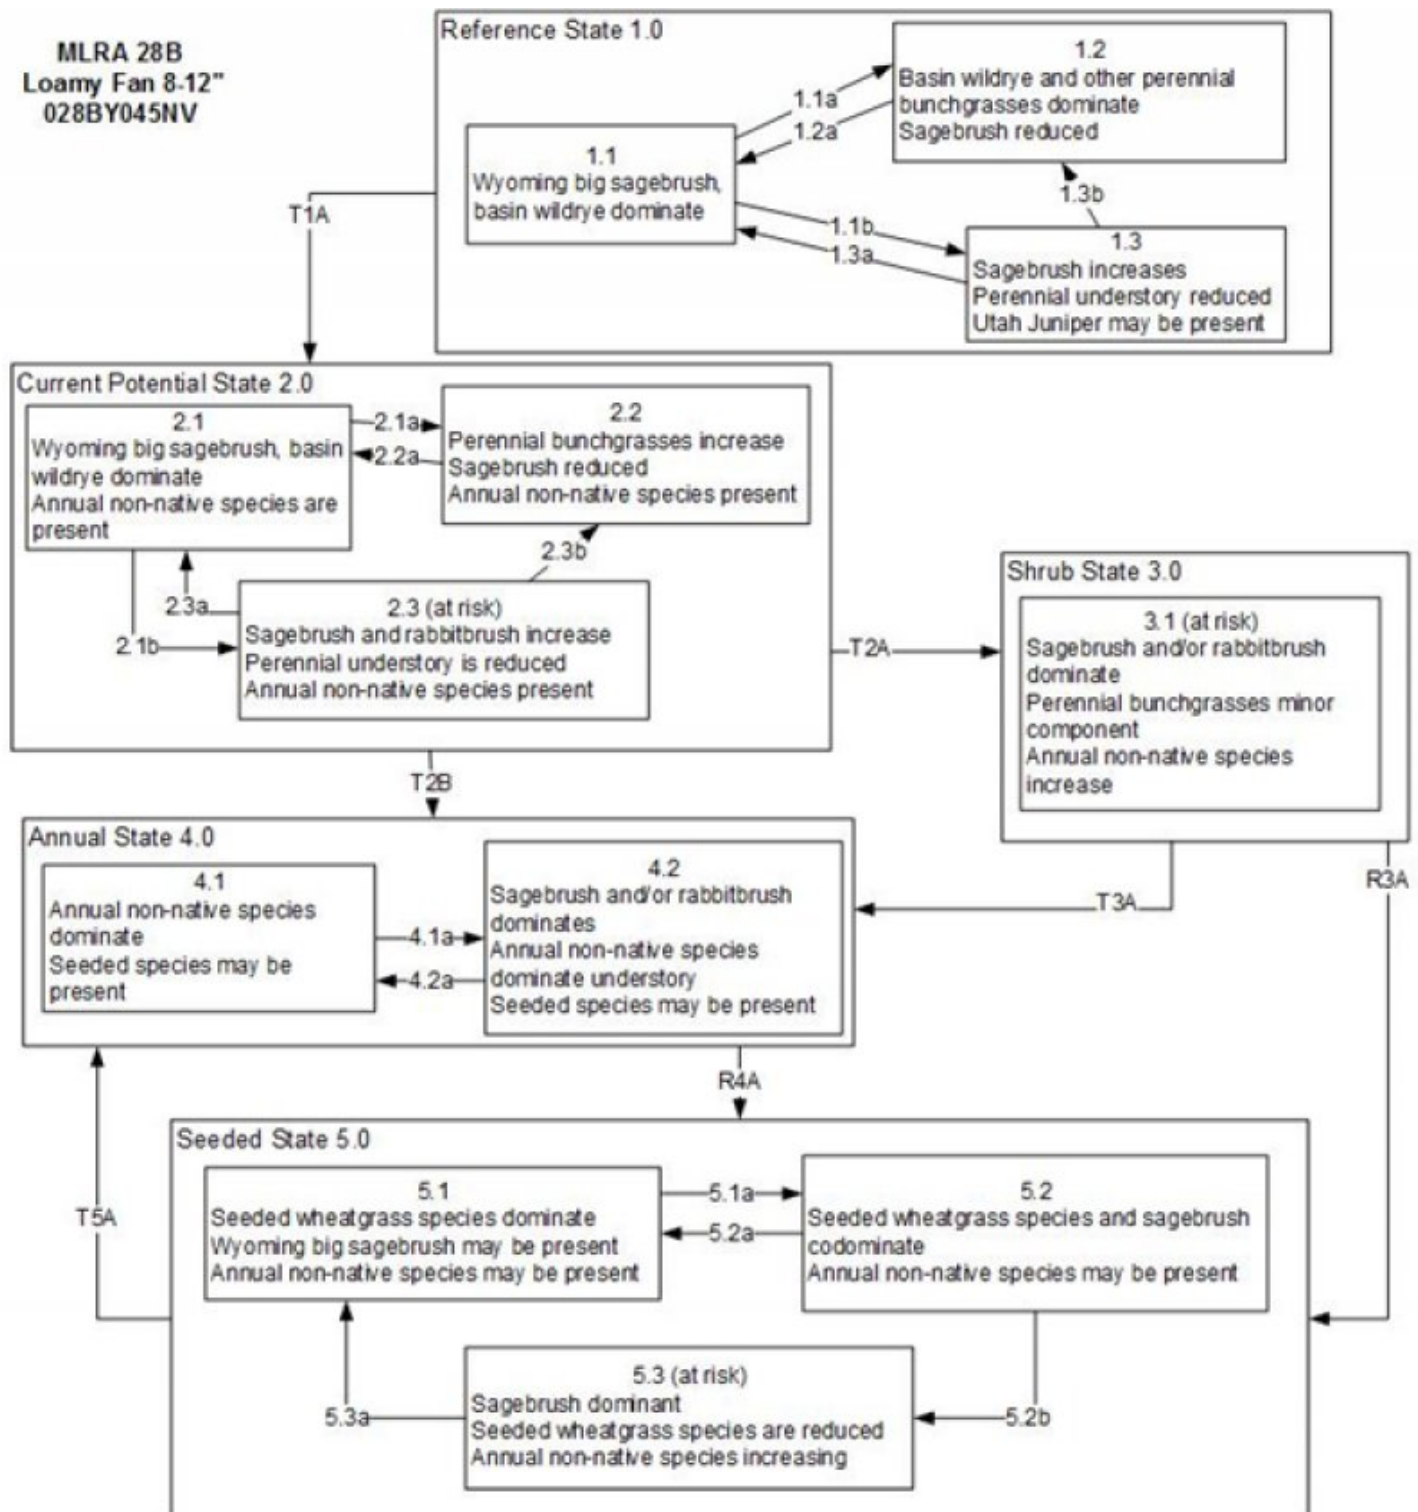 MLRA 28B
Loamy Fan 8-12"
028BY045NV
Reference State 1.0
1.1
Wyoming big sagebrush,
basin wildrye dominate
1.1a
1.2a
1.2
Basin wildrye and other perennial
bunchgrasses dominate
Sagebrush reduced
1.3b
1.1b
1.3a
1.3
Sagebrush increases
Perennial understory reduced
Utah Juniper may be present
T1A
Current Potential State 2.0
2.1
Wyoming big sagebrush, basin
wildrye dominate
Annual non-native species are
present
2.1a
2.2a
2.2
Perennial bunchgrasses increase
Sagebrush reduced
Annual non-native species present
2.3b
2.3a
2.1b
2.3 (at risk)
Sagebrush and rabbitbrush increase
Perennial understory is reduced
Annual non-native species present
T2A
Shrub State 3.0
3.1 (at risk)
Sagebrush and/or rabbitbrush
dominate
Perennial bunchgrasses minor
component
Annual non-native species
increase
T2B
Annual State 4.0
4.1
Annual non-native species
dominate
Seeded species may be
present
4.1a
4.2a
4.2
Sagebrush and/or rabbitbrush
dominates
Annual non-native species
dominate understory
Seeded species may be present
T3A
R3A
R4A
T5A
Seeded State 5.0
5.1
Seeded wheatgrass species dominate
Wyoming big sagebrush may be present
Annual non-native species may be present
5.1a
5.2a
5.2
Seeded wheatgrass species and sagebrush
codominate
Annual non-native species may be present
5.3a
5.3 (at risk)
Sagebrush dominant
Seeded wheatgrass species are reduced
Annual non-native species increasing
5.2b